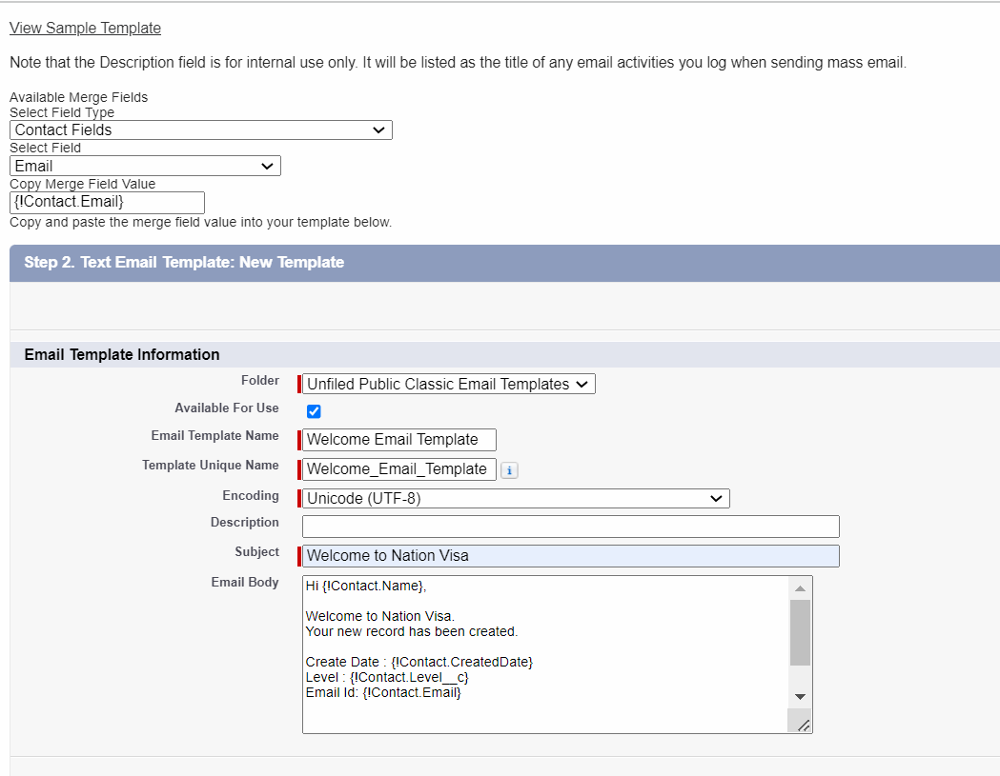 View Sample Template
Note that the Description field is for internal use only. It will be listed as the title of any email activities you log when sending mass email.
Available Merge Fields
Select Field Type
Contact Fields
Select Field
Email
Copy Merge Field Value
{!Contact.Email}
Copy and paste the merge field value into your template below.
Step 2. Text Email Template: New Template
Email Template Information
Folder Unfiled Public Classic Email Templates
Available For Use
Email Template Name Welcome Email Template
Template Unique Name Welcome_Email_Template i
Encoding Unicode (UTF-8)
Description
Subject Welcome to Nation Visa
Email Body Hi {!Contact.Name},
Welcome to Nation Visa.
Your new record has been created.
Create Date : {!Contact.CreatedDate}
Level : {!Contact.Level__c}
Email Id: {!Contact.Email}